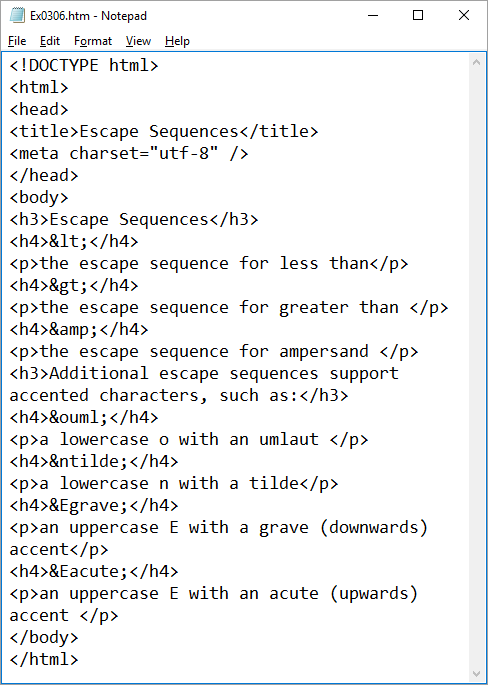 Ex0306.htm - Notepad
File Edit Format View Help
<!DOCTYPE html>
<html>
<head>
<title>Escape Sequences</title>
<meta charset="utf-8" />
</head>
<body>
<h3>Escape Sequences</h3>
<h4>&lt;</h4>
<p>the escape sequence for less than</p>
<h4>&gt;</h4>
<p>the escape sequence for greater than </p>
<h4>&amp;</h4>
<p>the escape sequence for ampersand </p>
<h3>Additional escape sequences support
accented characters, such as:</h3>
<h4>&ouml;</h4>
<p>a lowercase o with an umlaut </p>
<h4>&ntilde;</h4>
<p>a lowercase n with a tilde</p>
<h4>&Egrave;</h4>
<p>an uppercase E with a grave (downwards)
accent</p>
<h4>&Eacute;</h4>
<p>an uppercase E with an acute (upwards)
accent </p>
</body>
</html>